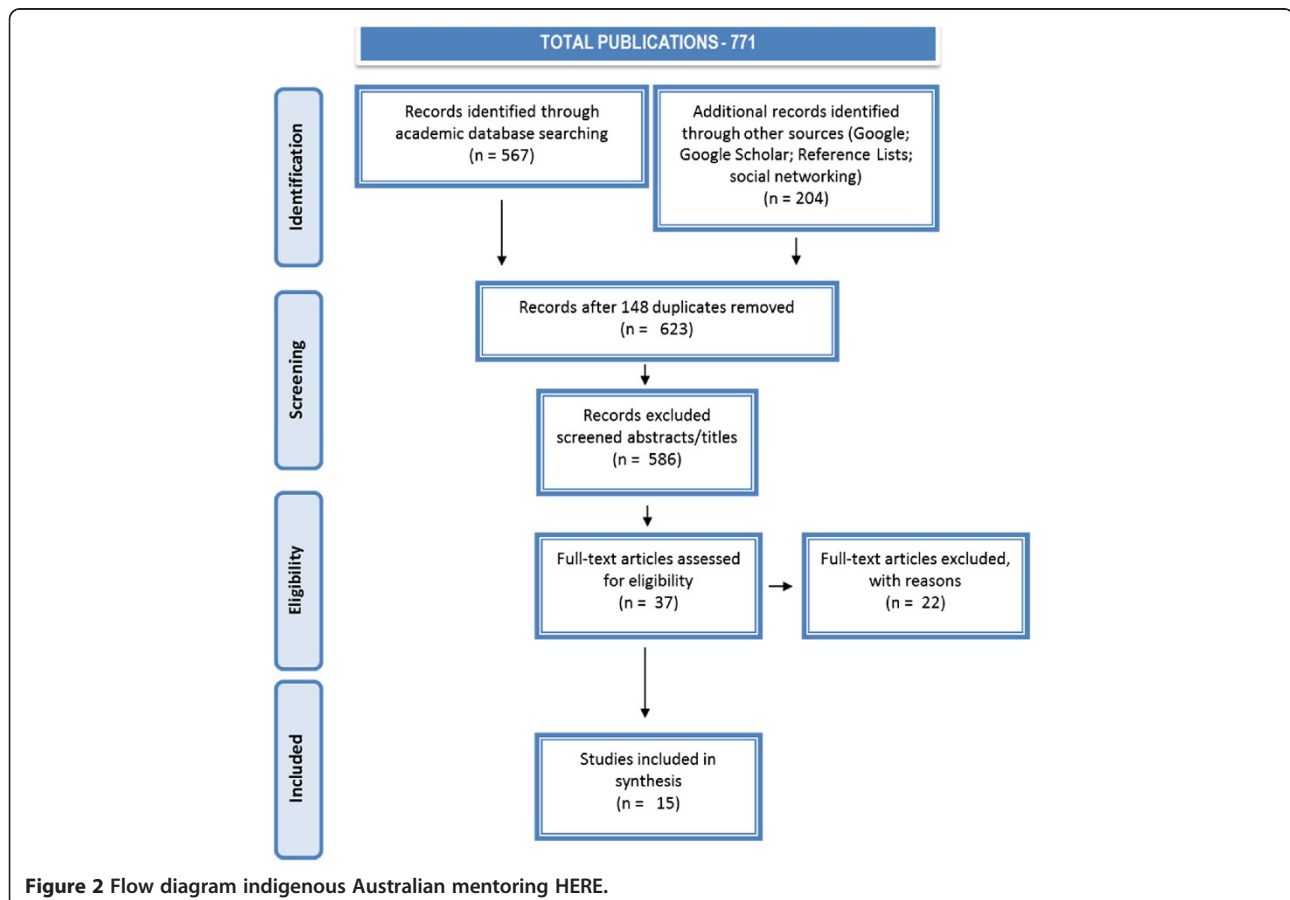 TOTAL PUBLICATIONS - 771
Identification
Records identified through
academic database searching
(n = 567)
Additional records identified
through other sources (Google;
Google Scholar; Reference Lists;
social networking)
(n = 204)
Screening
Records after 148 duplicates removed
(n = 623)
Records excluded
screened abstracts/titles
(n = 586)
Eligibility
Full-text articles assessed
for eligibility
(n = 37)
Full-text articles excluded,
with reasons
(n = 22)
Included
Studies included in
synthesis
(n = 15)
Figure 2 Flow diagram indigenous Australian mentoring HERE.